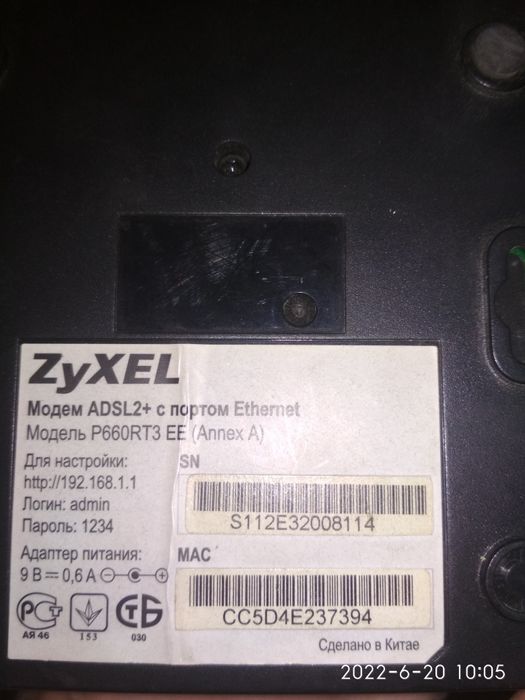 ZyXEL
Модем ADSL2+ с портом Ethernet
Модель P660RT3 EE (Annex A)
Для настройки:
http://192.168.1.1
Логин: admin
Пароль: 1234
SN
S112E32008114
Адаптер питания:
9 В 0,6 А
MAC
CC5D4E237394
РСТ
АЯ 46
153
СТБ
030
Сделано в Китае
2022-6-20 10:05